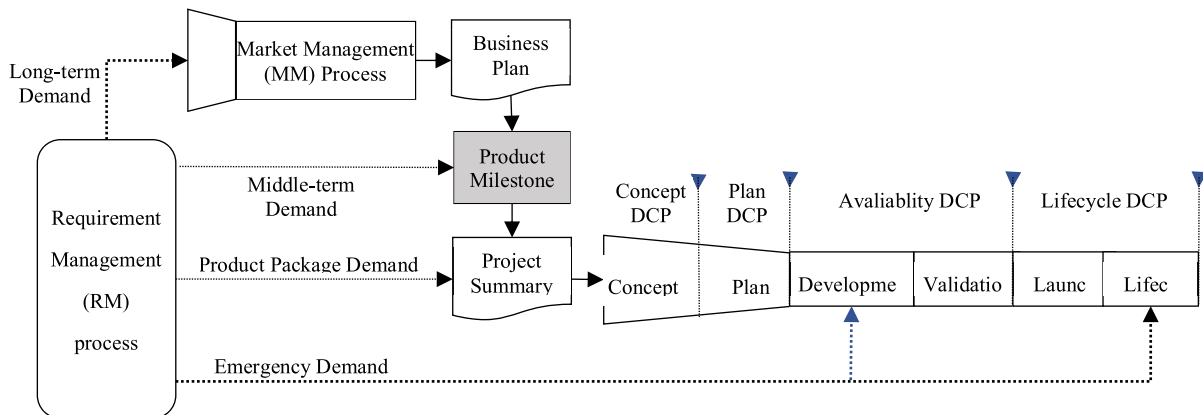 Long-term
Demand
Market Management
(MM) Process
Business
Plan
Product
Milestone
Middle-term
Demand
Requirement
Management
(RM)
process
Product Package Demand
Project
Summary
Emergency Demand
Concept
DCP
Plan
DCP
Avaliablity DCP
Lifecycle DCP
Concept
Plan
Developme
Validatio
Launc
Lifec